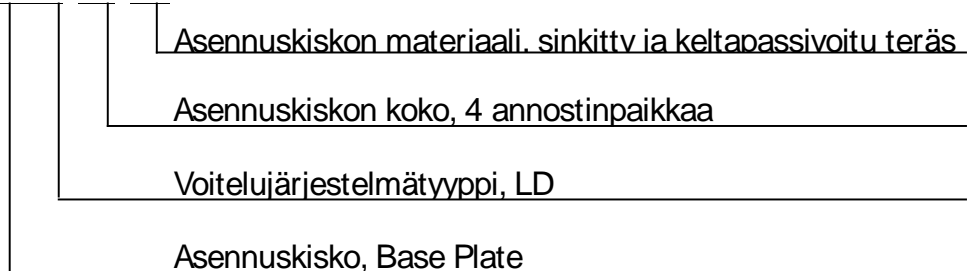 Asennuskiskon materiaali, sinkitty ja keltapassivoitu teräs
Asennuskiskon koko, 4 annostinpaikkaa
Voitelujärjestelmätyyppi, LD
Asennuskisko, Base Plate